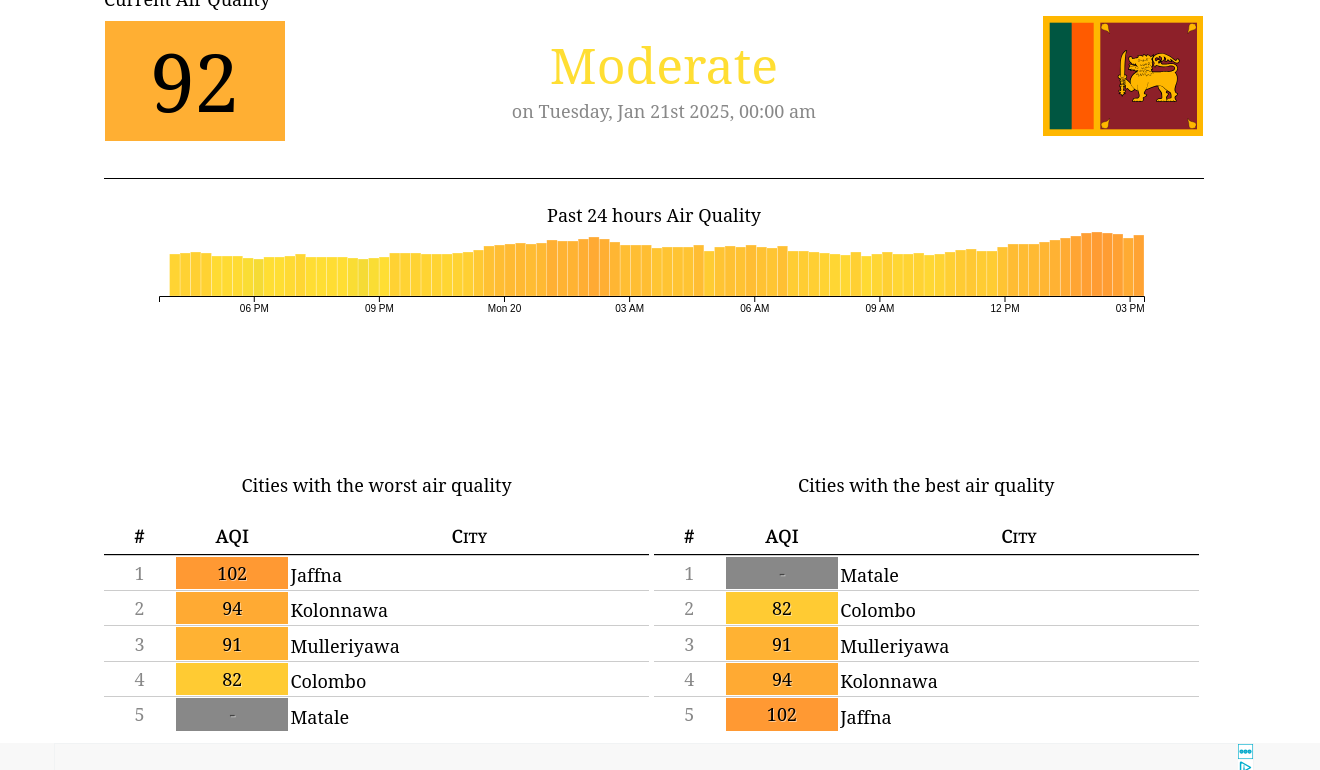 Current Air Quality
92
Moderate
on Tuesday, Jan 21st 2025, 00:00 am
Past 24 hours Air Quality
06 PM 09 PM Mon 20 03 AM 06 AM 09 AM 12 PM 03 PM
Cities with the worst air quality
# AQI City
1 102 Jaffna
2 94 Kolonnawa
3 91 Mulleriyawa
4 82 Colombo
5 - Matale
Cities with the best air quality
# AQI City
1 - Matale
2 82 Colombo
3 91 Mulleriyawa
4 94 Kolonnawa
5 102 Jaffna